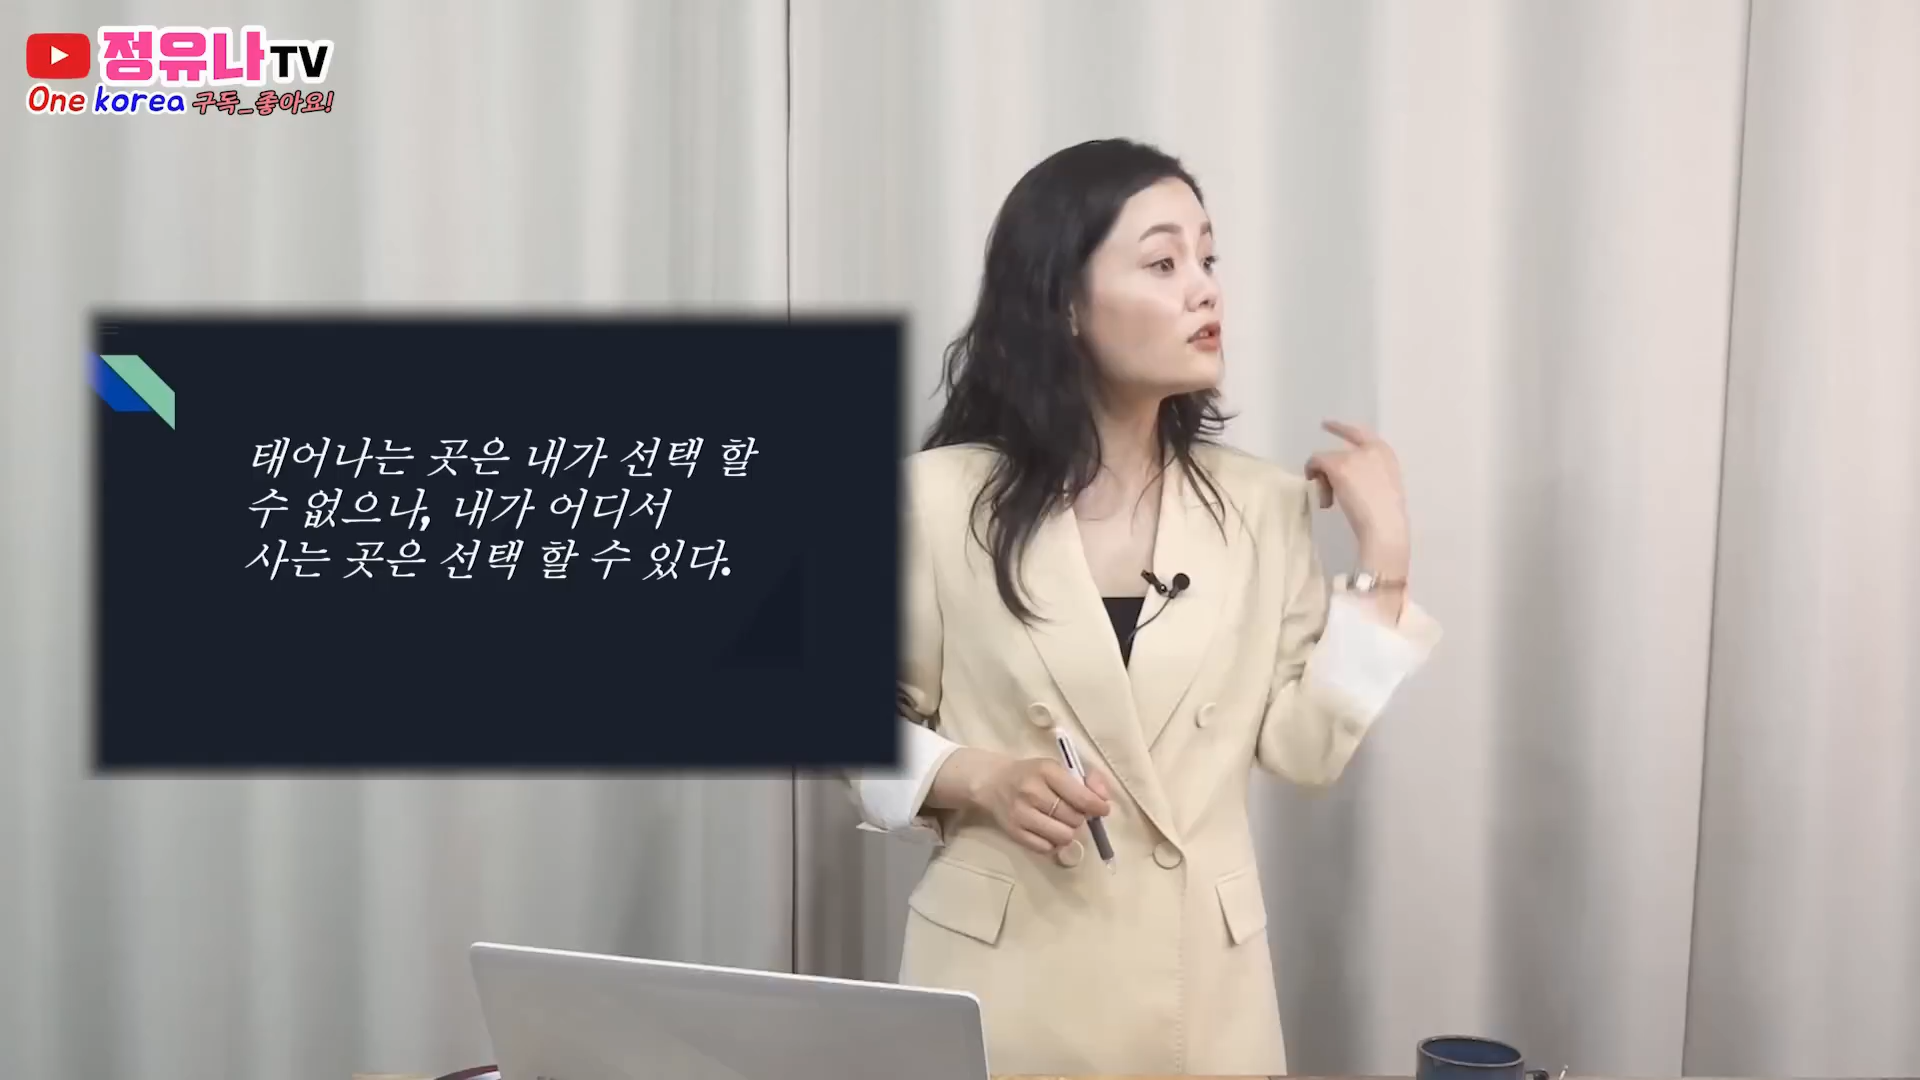 정유나TV
One korea 구독_좋아요!
태어나는 곳은 내가 선택 할
수 없으나, 내가 어디서
사는 곳은 선택 할 수 있다.